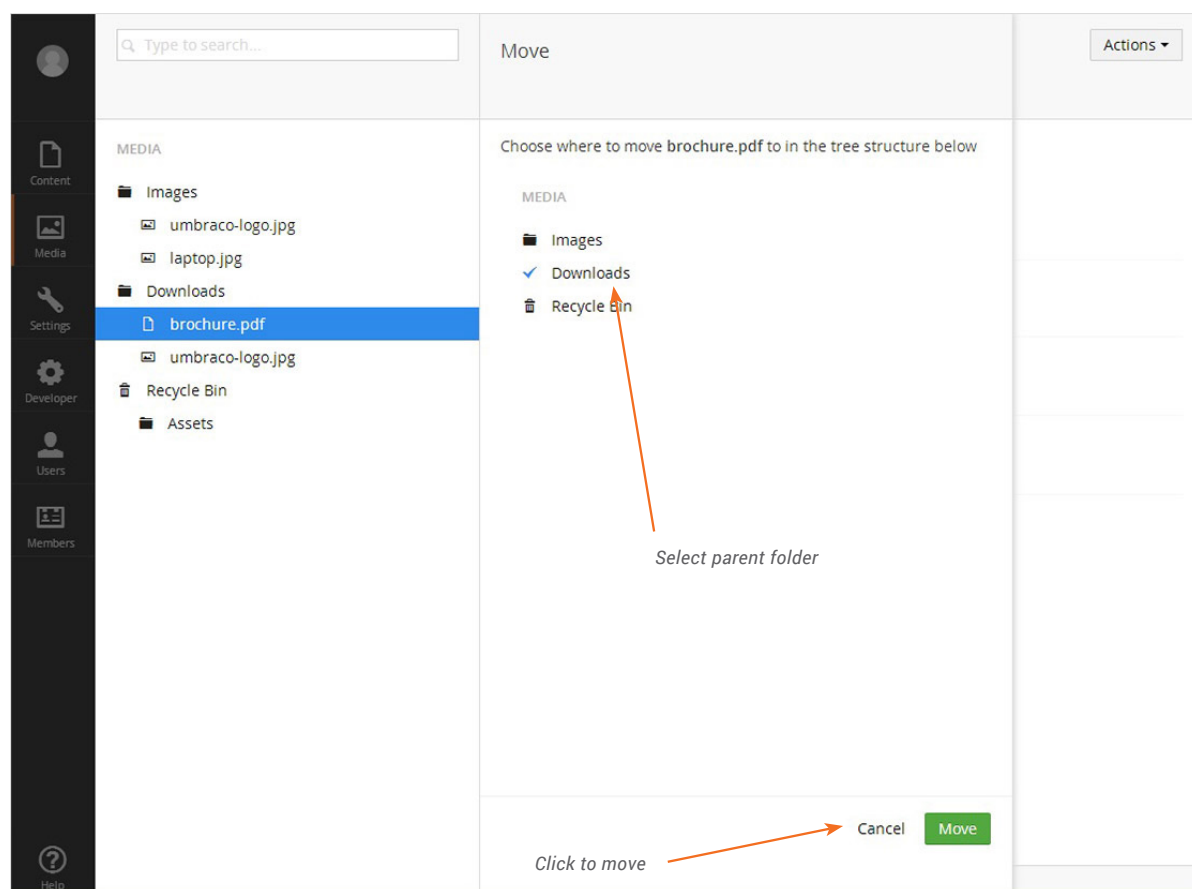 Type to search...
Move
Actions
Content
Media
Settings
Developer
Users
Members
Help
MEDIA
Images
umbraco-logo.jpg
laptop.jpg
Downloads
brochure.pdf
umbraco-logo.jpg
Recycle Bin
Assets
Choose where to move brochure.pdf to in the tree structure below
MEDIA
Images
Downloads
Recycle Bin
Select parent folder
Cancel
Move
Click to move